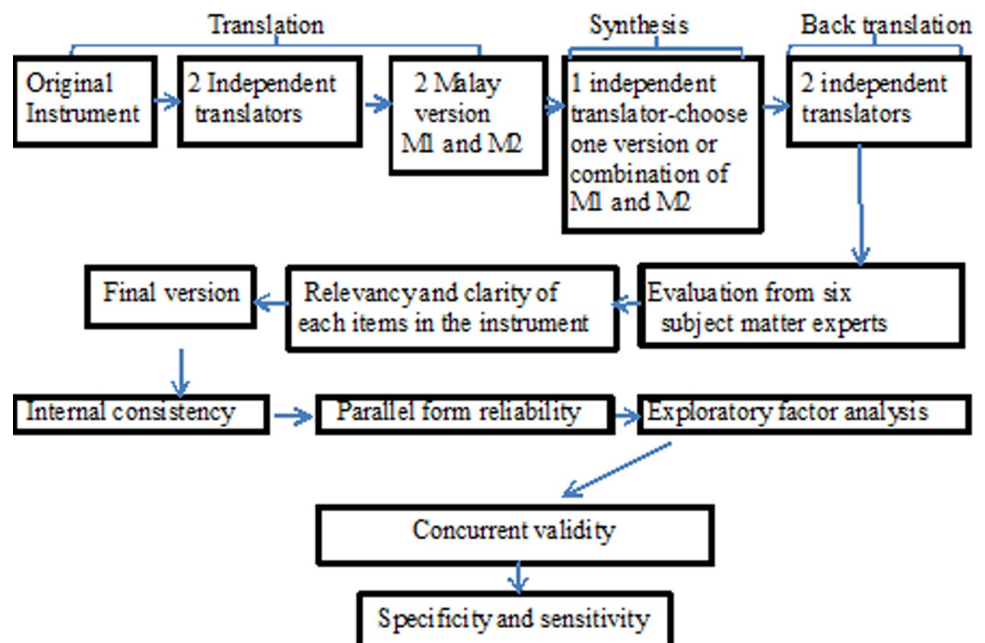 Translation
Synthesis
Back translation
Original
Instrument
2 Independent
translators
2 Malay
version
M1 and M2
1 independent
translator-choose
one version or
combination of
M1 and M2
2 independent
translators
Evaluation from six
subject matter experts
Relevancy and clarity of
each items in the instrument
Final version
Internal consistency
Parallel form reliability
Exploratory factor analysis
Concurrent validity
Specificity and sensitivity